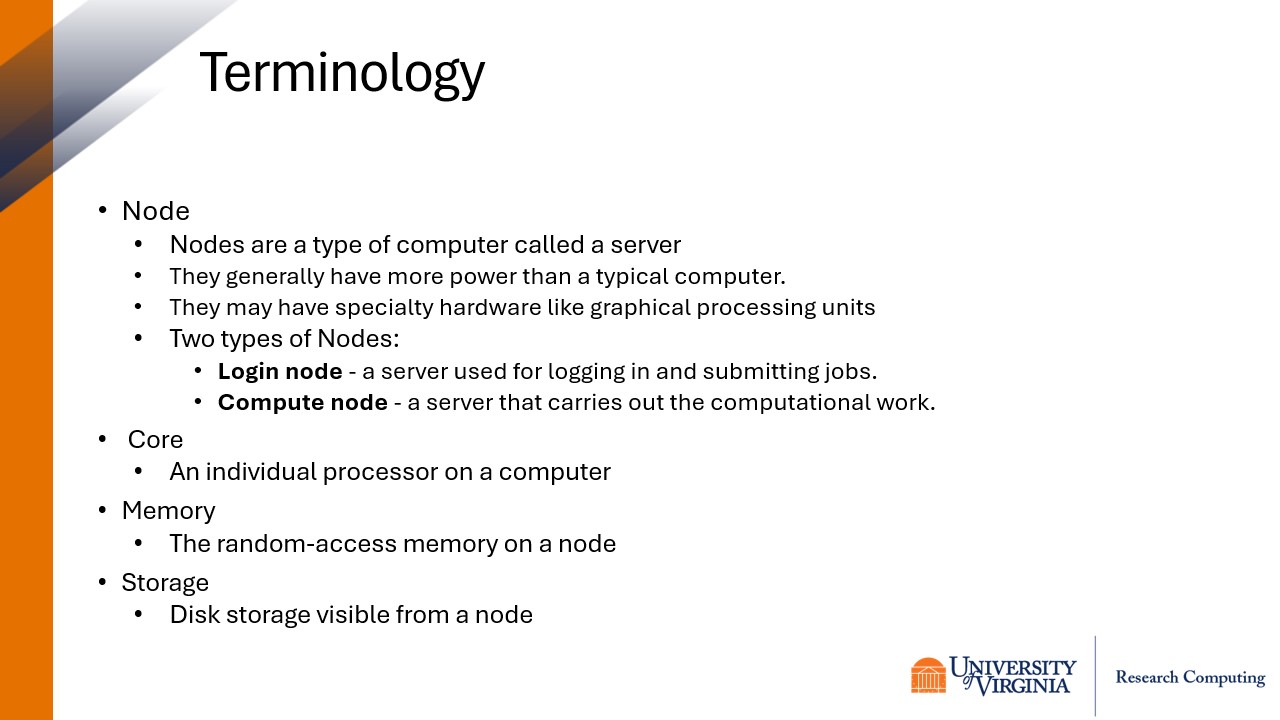 Terminology
• Node
• Nodes are a type of computer called a server
• They generally have more power than a typical computer.
• They may have specialty hardware like graphical processing units
• Two types of Nodes:
• Login node - a server used for logging in and submitting jobs.
• Compute node - a server that carries out the computational work.
• Core
• An individual processor on a computer
• Memory
• The random-access memory on a node
• Storage
• Disk storage visible from a node
UNIVERSITY
of VIRGINIA
Research Computing